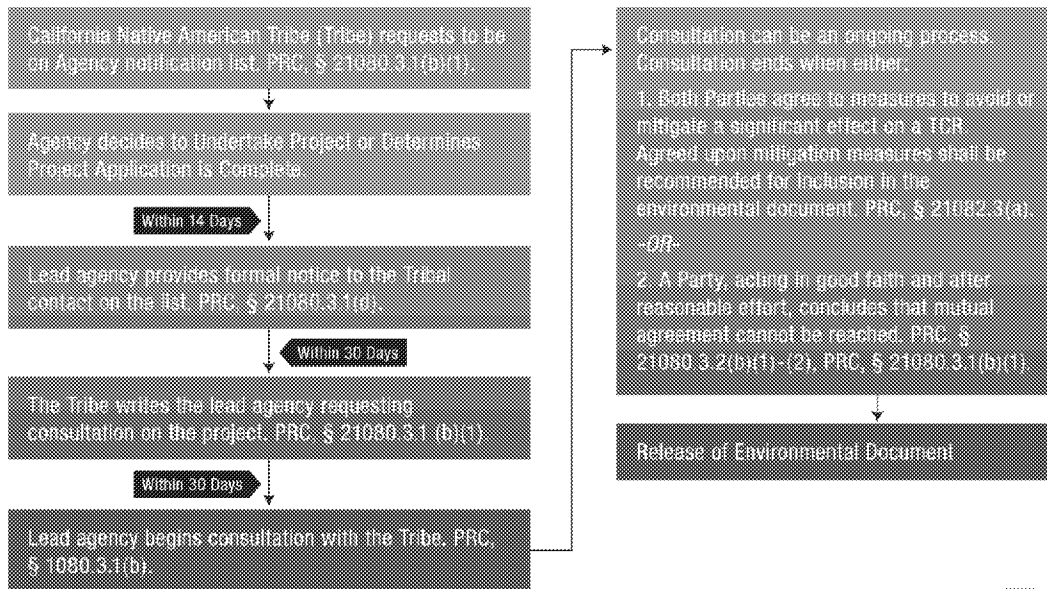 California Native American Tribe (Tribe) requests to be
on Agency notification list. PRC, § 21080.3.1(b)(1).
Agency decides to Undertake Project or Determines
Project Application is Complete.
Within 14 Days
Lead agency provides formal notice to the Tribal
contact on the list. PRC, § 21080.3.1(d).
Within 30 Days
The Tribe writes the lead agency requesting
consultation on the project. PRC, § 21080.3.1 (b)(1)
Within 30 Days
Lead agency begins consultation with the Tribe. PRC,
§ 1080.3.1(b).
Consultation can be an ongoing process.
Consultation ends when either:
1. Both Parties agree to measures to avoid or
mitigate a significant effect on a TCR.
Agreed upon mitigation measures shall be
recommended for inclusion in the
environmental document. PRC, § 21082.3(a).
-OR-
2. A Party, acting in good faith and after
reasonable effort, concludes that mutual
agreement cannot be reached. PRC, §
21080.3.2(b)(1)-(2), PRC, § 21080.3.1(b)(1).
Release of Environmental Document